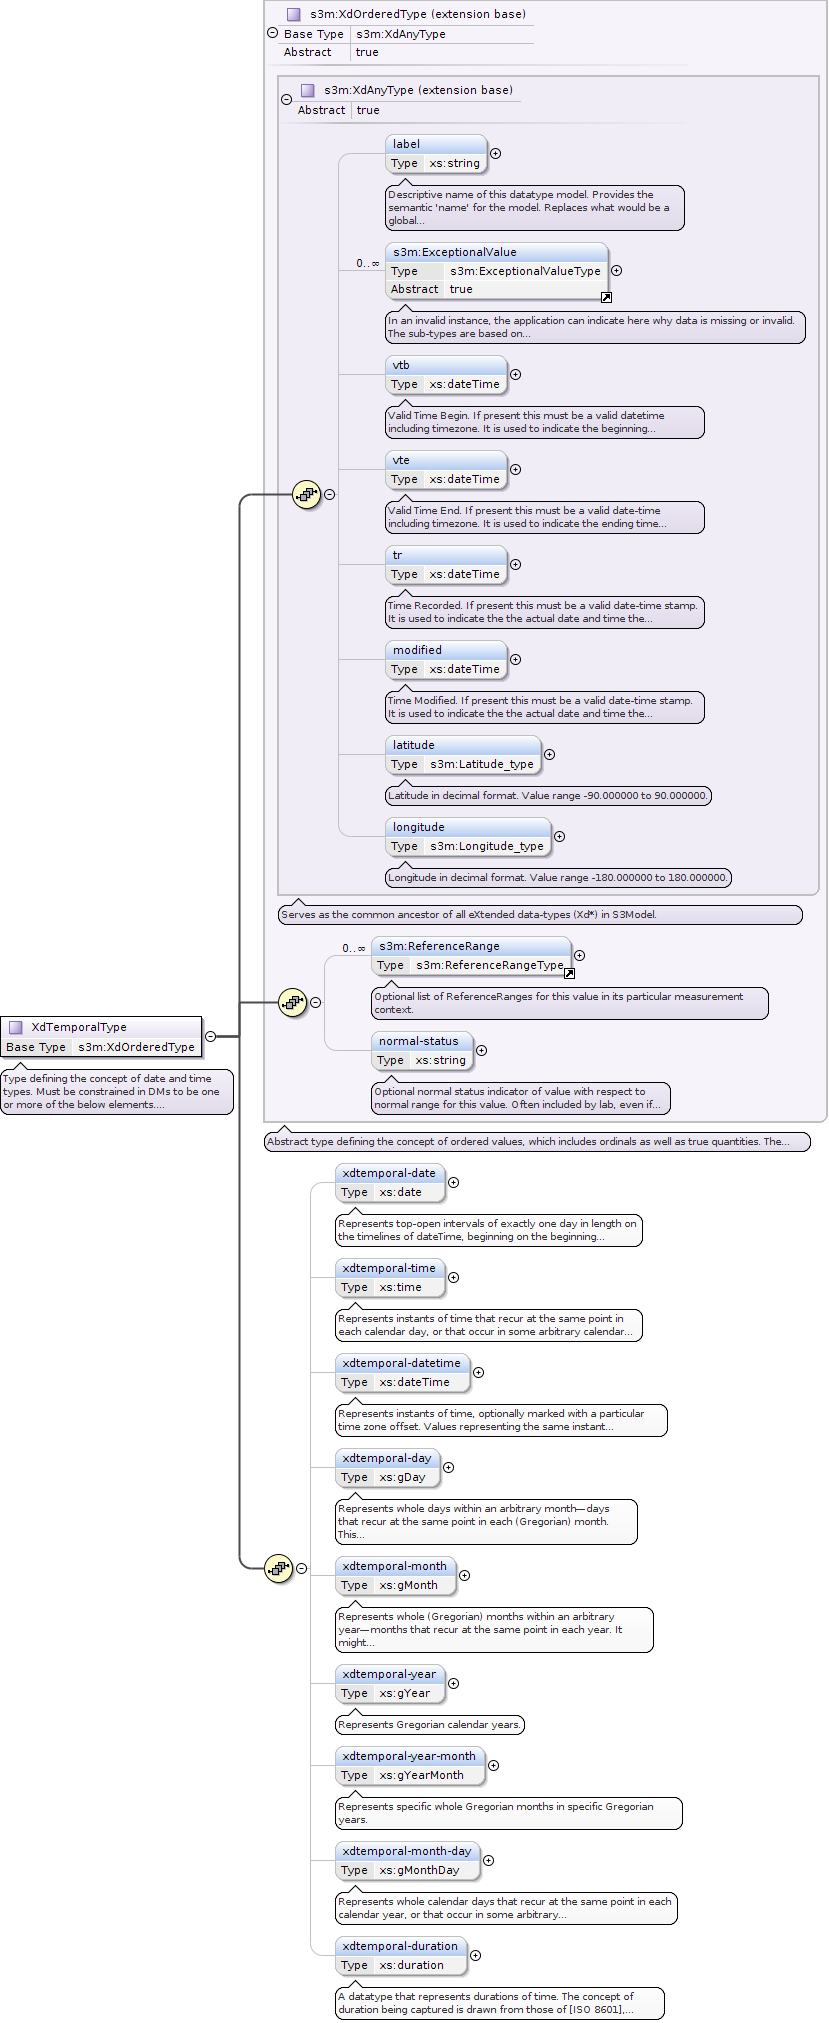 s3m:XdOrderedType (extension base)
Base Type s3m:XdAnyType
Abstract true
s3m:XdAnyType (extension base)
Abstract true
label
Type xs:string
Descriptive name of this datatype model. Provides the
semantic 'name' for the model. Replaces what would be a
global...
0..∞
s3m:ExceptionalValue
Type s3m:ExceptionalValueType
Abstract true
In an invalid instance, the application can indicate here why data is missing or invalid.
The sub-types are based on...
vtb
Type xs:dateTime
Valid Time Begin. If present this must be a valid datetime
including timezone. It is used to indicate the beginning...
vte
Type xs:dateTime
Valid Time End. If present this must be a valid date-time
including timezone. It is used to indicate the ending time...
tr
Type xs:dateTime
Time Recorded. If present this must be a valid date-time stamp.
It is used to indicate the the actual date and time the...
modified
Type xs:dateTime
Time Modified. If present this must be a valid date-time stamp.
It is used to indicate the the actual date and time the...
latitude
Type s3m:Latitude_type
Latitude in decimal format. Value range -90.000000 to 90.000000.
longitude
Type s3m:Longitude_type
Longitude in decimal format. Value range -180.000000 to 180.000000.
Serves as the common ancestor of all eXtended data-types (Xd*) in S3Model.
0..∞
s3m:ReferenceRange
Type s3m:ReferenceRangeType
Optional list of ReferenceRanges for this value in its particular measurement
context.
normal-status
Type xs:string
Optional normal status indicator of value with respect to
normal range for this value. Often included by lab, even if...
XdTemporalType
Base Type s3m:XdOrderedType
Type defining the concept of date and time
types. Must be constrained in DMs to be one
or more of the below elements....
Abstract type defining the concept of ordered values, which includes ordinals as well as true quantities. The...
xdtemporal-date
Type xs:date
Represents top-open intervals of exactly one day in length on
the timelines of dateTime, beginning on the beginning...
xdtemporal-time
Type xs:time
Represents instants of time that recur at the same point in
each calendar day, or that occur in some arbitrary calendar...
xdtemporal-datetime
Type xs:dateTime
Represents instants of time, optionally marked with a particular
time zone offset. Values representing the same instant...
xdtemporal-day
Type xs:gDay
Represents whole days within an arbitrary month—days
that recur at the same point in each (Gregorian) month.
This...
xdtemporal-month
Type xs:gMonth
Represents whole (Gregorian) months within an arbitrary
year—months that recur at the same point in each year. It
might...
xdtemporal-year
Type xs:gYear
Represents Gregorian calendar years.
xdtemporal-year-month
Type xs:gYearMonth
Represents specific whole Gregorian months in specific Gregorian
years.
xdtemporal-month-day
Type xs:gMonthDay
Represents whole calendar days that recur at the same point in each
calendar year, or that occur in some arbitrary...
xdtemporal-duration
Type xs:duration
A datatype that represents durations of time. The concept of
duration being captured is drawn from those of [ISO 8601],...